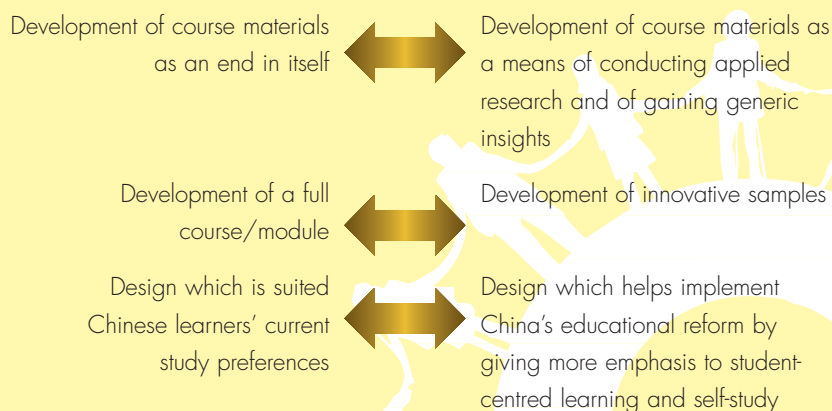 Development of course materials
as an end in itself
Development of course materials as
a means of conducting applied
research and of gaining generic
insights
Development of a full
course/module
Development of innovative samples
Design which is suited
Chinese learners’ current
study preferences
Design which helps implement
China’s educational reform by
giving more emphasis to student-
centred learning and self-study